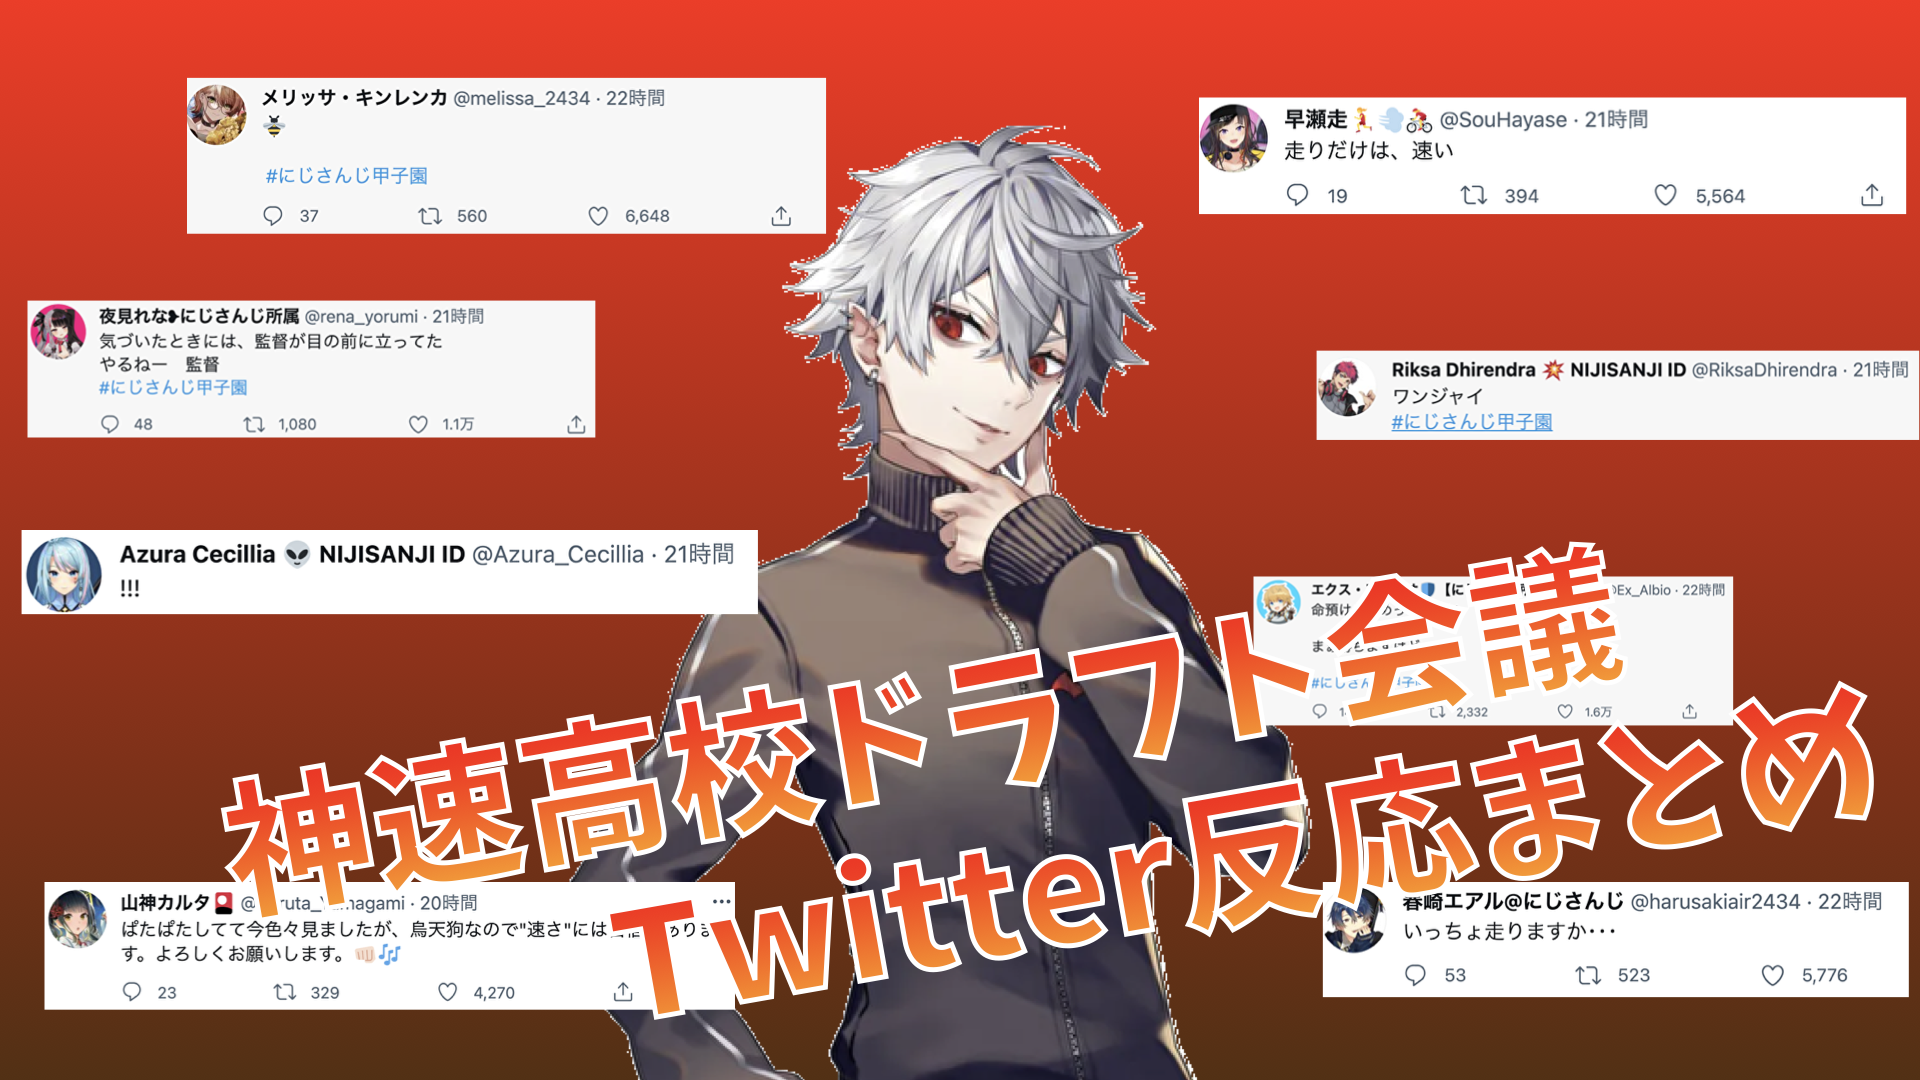 メリッサ・キンレンカ @melissa_2434 · 22時間
🐝
#にじさんじ甲子園
37 560 6,648
早瀬走🏃‍♀️💨🚴 @SouHayase · 21時間
走りだけは、速い
19 394 5,564
夜見れな❥にじさんじ所属 @rena_yorumi · 21時間
気づいたときには、監督が目の前に立ってた
やるねー　監督
#にじさんじ甲子園
48 1,080 1.1万
Riksa Dhirendra 💥 NIJISANJI ID @RiksaDhirendra · 21時間
ワンジャイ
#にじさんじ甲子園
Azura Cecillia 👽 NIJISANJI ID @Azura_Cecillia · 21時間
!!!
エクス・ 🛡【に Ex_Albio · 22時間
命預け
#にじさん
2,332 1.6万
神速高校ドラフト会議
Twitter反応まとめ
山神カルタ🎴 · 20時間
ぱたぱたしてて今色々見ましたが、烏天狗なので"速さ"には ありま
す。よろしくお願いします。👊🏻🎶
23 329 4,270
春崎エアル@にじさんじ @harusakiair2434 · 22時間
いっちょ走りますか･･･
53 523 5,776